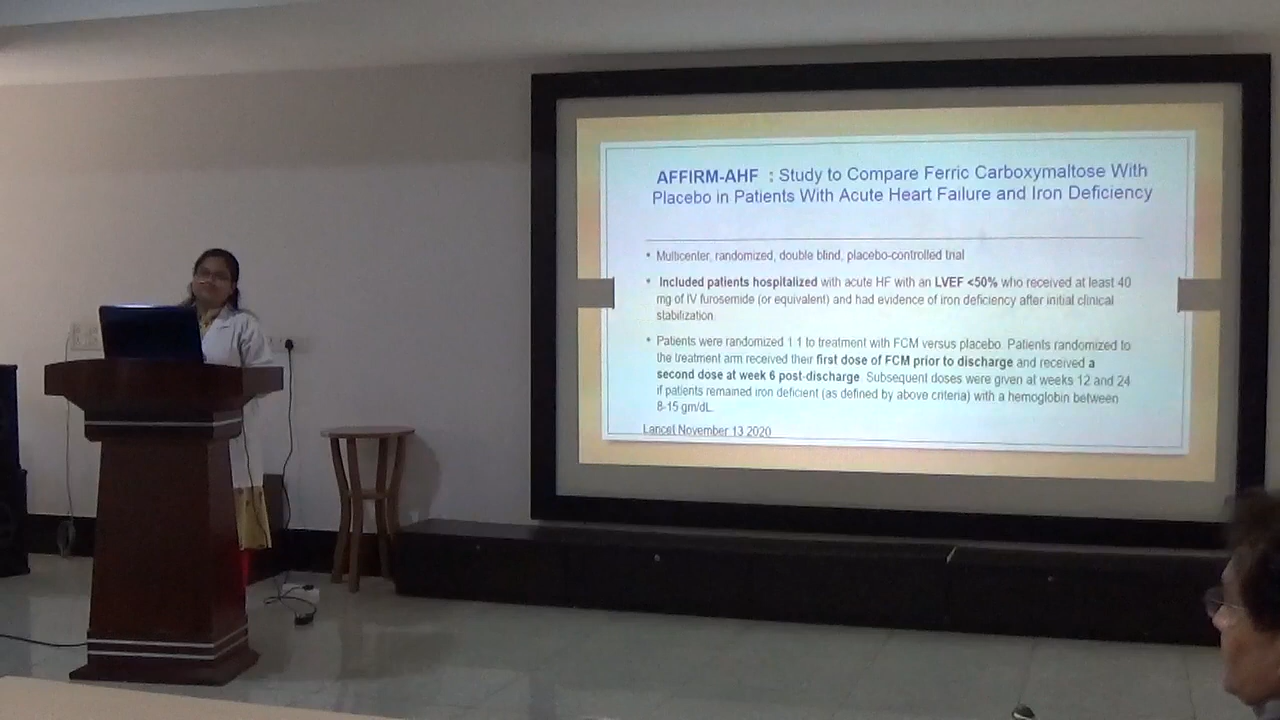 AFFIRM-AHF : Study to Compare Ferric Carboxymaltose With
Placebo in Patients With Acute Heart Failure and Iron Deficiency
• Multicenter, randomized, double blind, placebo-controlled trial
• Included patients hospitalized with acute HF with an LVEF <50% who received at least 40
mg of IV furosemide (or equivalent) and had evidence of iron deficiency after initial clinical
stabilization.
• Patients were randomized 1:1 to treatment with FCM versus placebo. Patients randomized to
the treatment arm received their first dose of FCM prior to discharge and received a
second dose at week 6 post-discharge. Subsequent doses were given at weeks 12 and 24
if patients remained iron deficient (as defined by above criteria) with a hemoglobin between
8-15 gm/dL.
Lancet November 13 2020